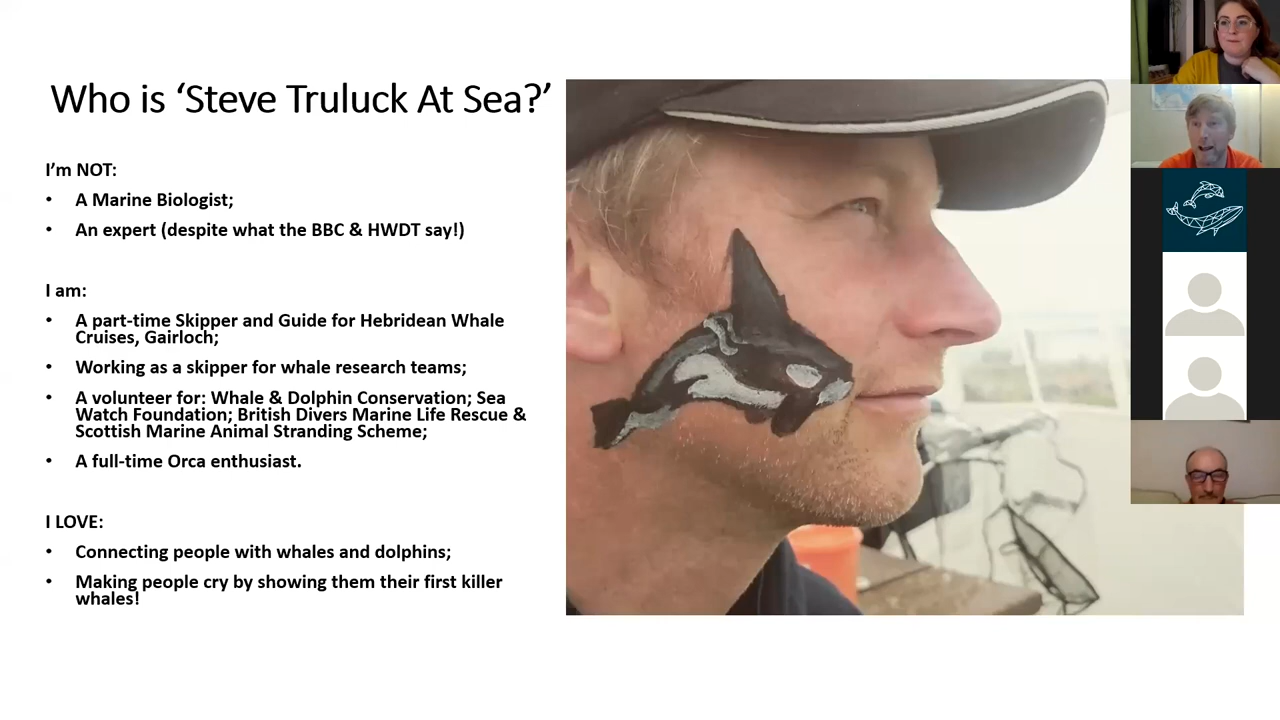 Who is ‘Steve Truluck At Sea?’
I’m NOT:
• A Marine Biologist;
• An expert (despite what the BBC & HWDT say!)
I am:
• A part-time Skipper and Guide for Hebridean Whale
Cruises, Gairloch;
• Working as a skipper for whale research teams;
• A volunteer for: Whale & Dolphin Conservation; Sea
Watch Foundation; British Divers Marine Life Rescue &
Scottish Marine Animal Stranding Scheme;
• A full-time Orca enthusiast.
I LOVE:
• Connecting people with whales and dolphins;
• Making people cry by showing them their first killer
whales!